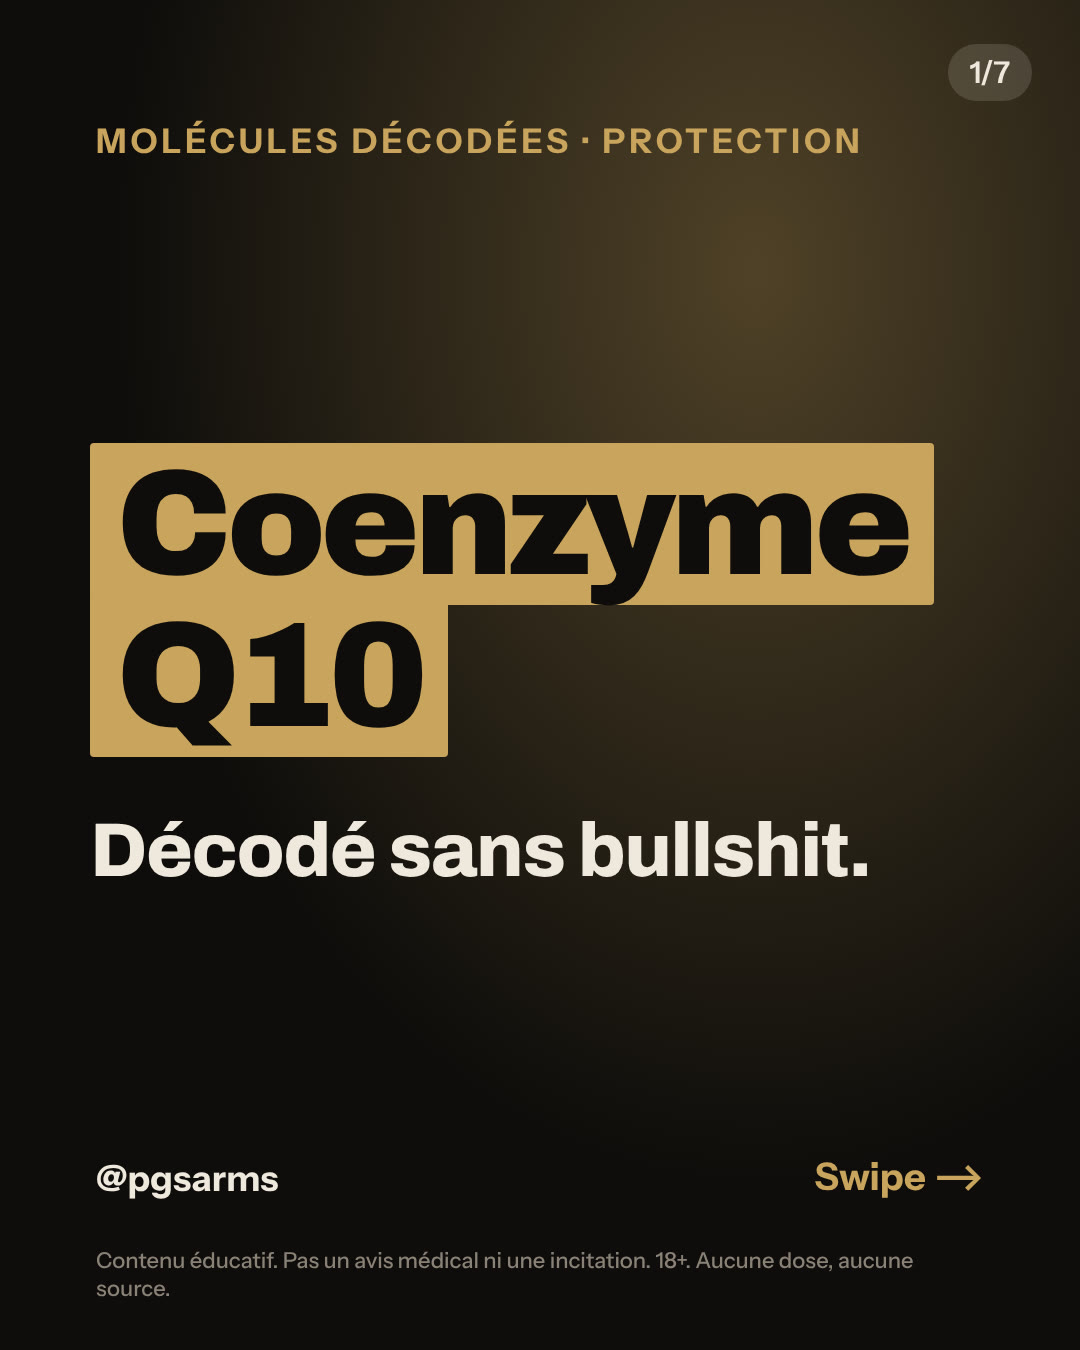 1/7
MOLÉCULES DÉCODÉES · PROTECTION
Coenzyme
Q10
Décodé sans bullshit.
@pgsarms
Swipe →
Contenu éducatif. Pas un avis médical ni une incitation. 18+. Aucune dose, aucune
source.